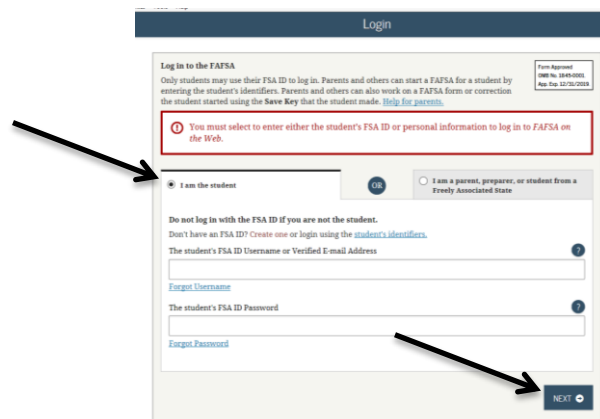 Login
Log in to the FAFSA
Form Approved
OMB No. 1845-0001
App. Exp. 12/31/2019
Only students may use their FSA ID to log in. Parents and others can start a FAFSA for a student by
entering the student's identifiers. Parents and others can also work on a FAFSA form or correction
the student started using the Save Key that the student made. Help for parents.
You must select to enter either the student's FSA ID or personal information to log in to FAFSA on
the Web.
I am the student
OR
I am a parent, preparer, or student from a
Freely Associated State
Do not log in with the FSA ID if you are not the student.
Don't have an FSA ID? Create one or login using the student's identifiers.
The student's FSA ID Username or Verified E-mail Address
?
Forgot Username
The student's FSA ID Password
?
Forgot Password
NEXT